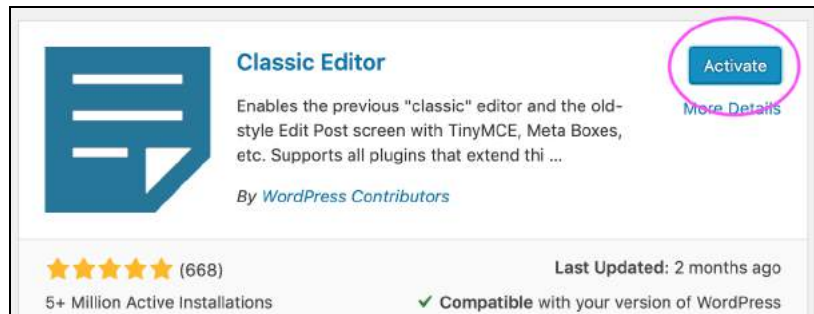 Classic Editor
Activate
Enables the previous "classic" editor and the old-
More Details
style Edit Post screen with TinyMCE, Meta Boxes,
etc. Supports all plugins that extend thi ...
By WordPress Contributors
(668)
Last Updated: 2 months ago
5+ Million Active Installations
✓ Compatible with your version of WordPress